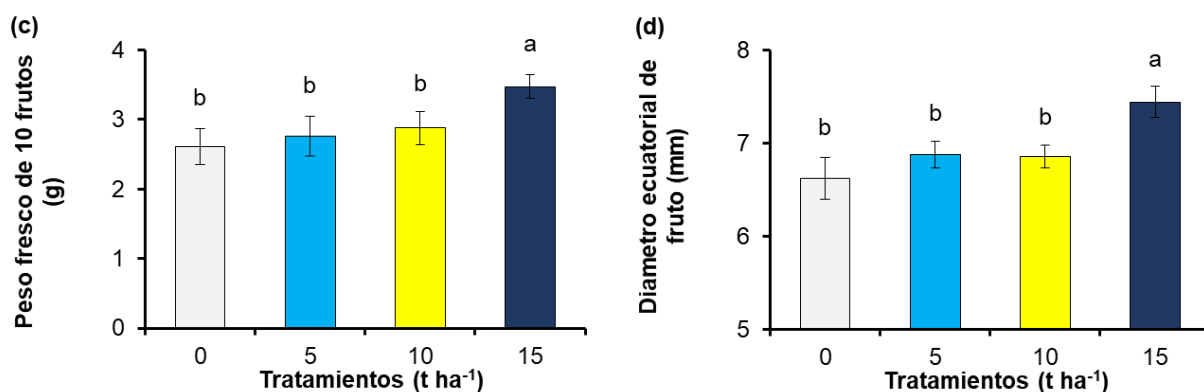 (c)
Peso fresco de 10 frutos
(g)
4
3
2
1
0
b
b
b
a
0 5 10 15
Tratamientos (t ha⁻¹)
(d)
Diametro ecuatorial de
fruto (mm)
8
7
6
5
b
b
b
a
0 5 10 15
Tratamientos (t ha⁻¹)